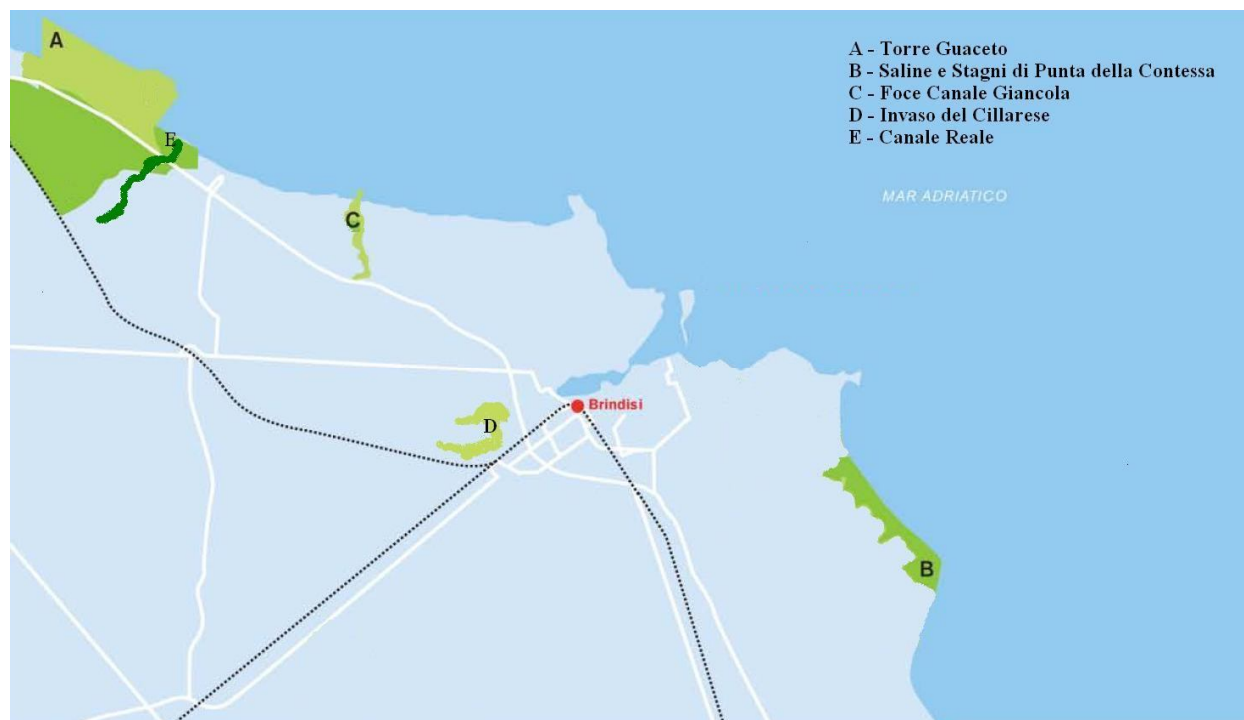 A
A - Torre Guaceto
B - Saline e Stagni di Punta della Contessa
C - Foce Canale Giancola
D - Invaso del Cillarese
E - Canale Reale
E
MAR ADRIATICO
C
Brindisi
D
B